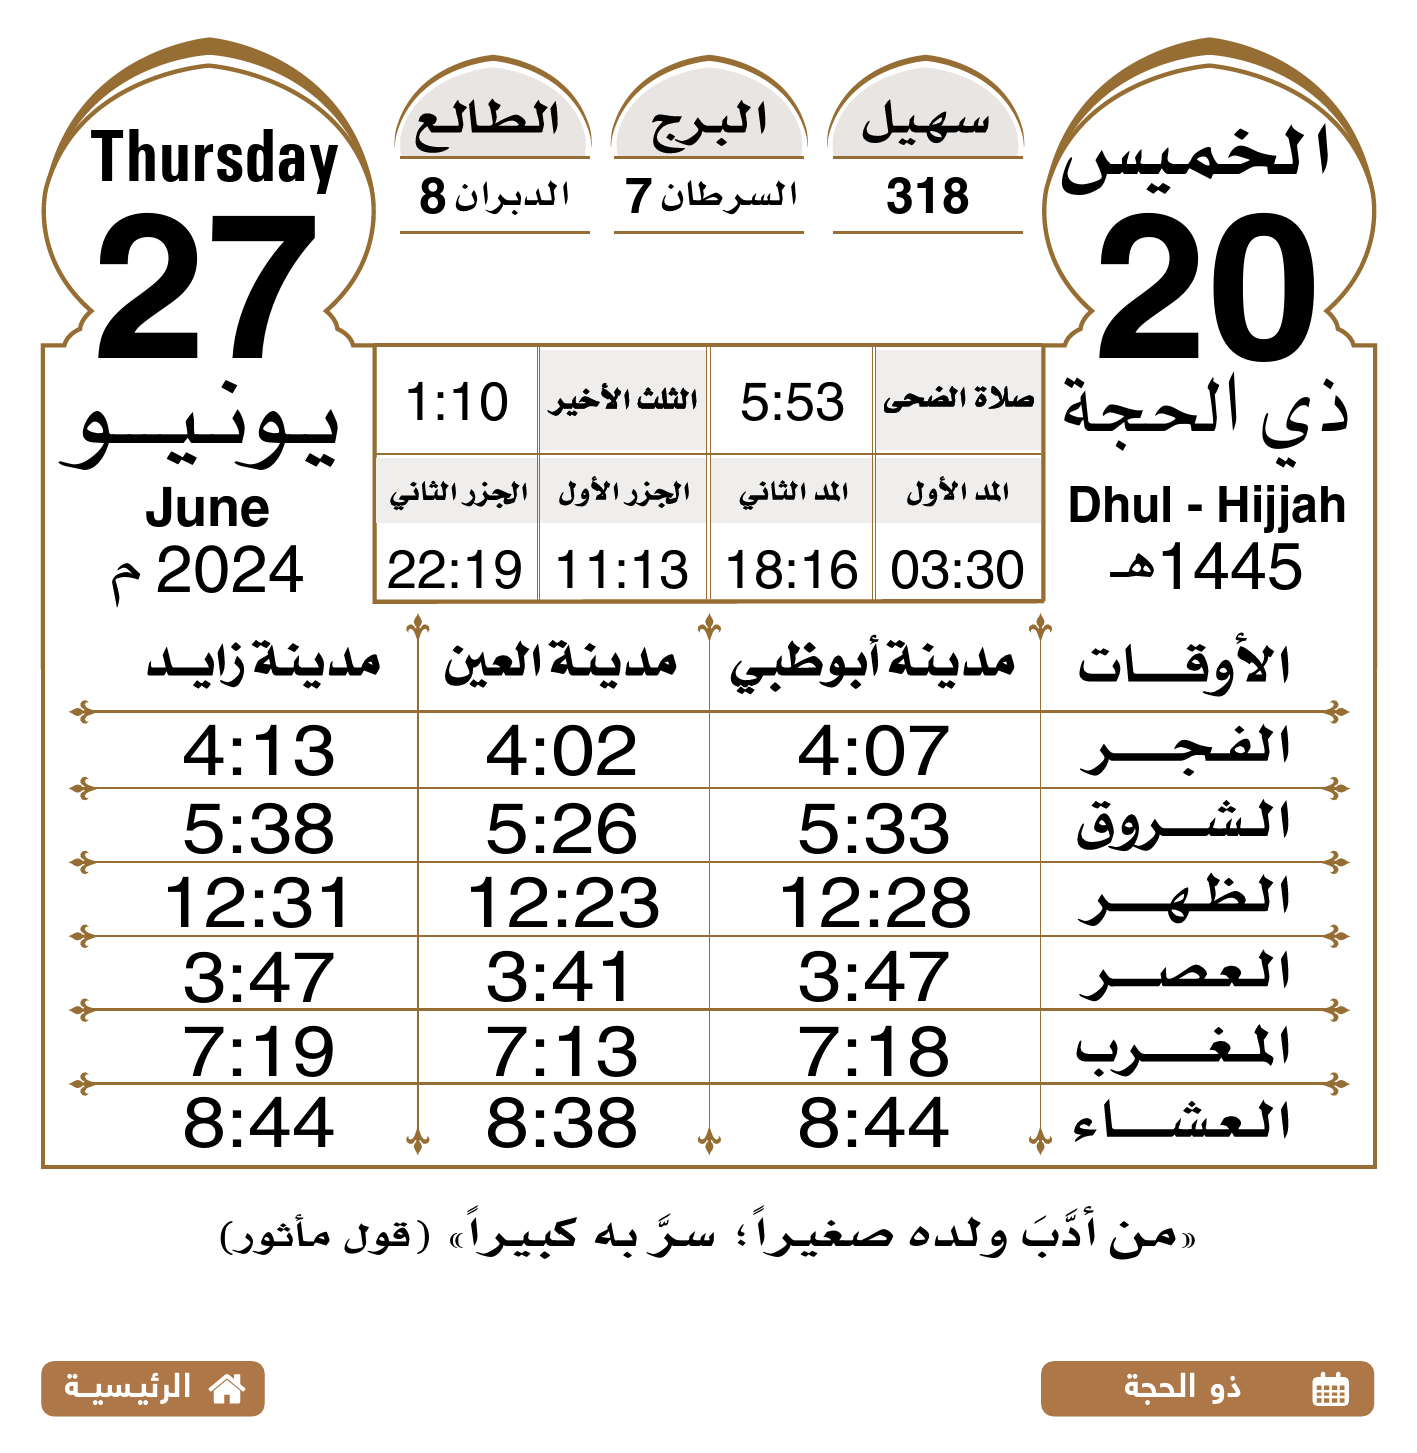 الخميس
20
ذي الحجة
Dhul - Hijjah
1445هـ
سهيل
318
البرج
السرطان 7
الطالع
الدبران 8
Thursday
27
يونيو
June
2024 م
صلاة الضحى 5:53 الثلث الأخير 1:10
المد الأول المد الثاني الجزر الأول الجزر الثاني
03:30 18:16 11:13 22:19
الأوقات مدينة أبوظبي مدينة العين مدينة زايد
الفجر 4:07 4:02 4:13
الشروق 5:33 5:26 5:38
الظهر 12:28 12:23 12:31
العصر 3:47 3:41 3:47
المغرب 7:18 7:13 7:19
العشاء 8:44 8:38 8:44
«من أدَّبَ ولده صغيراً؛ سرَّ به كبيراً» (قول مأثور)
ذو الحجة
الرئيسية